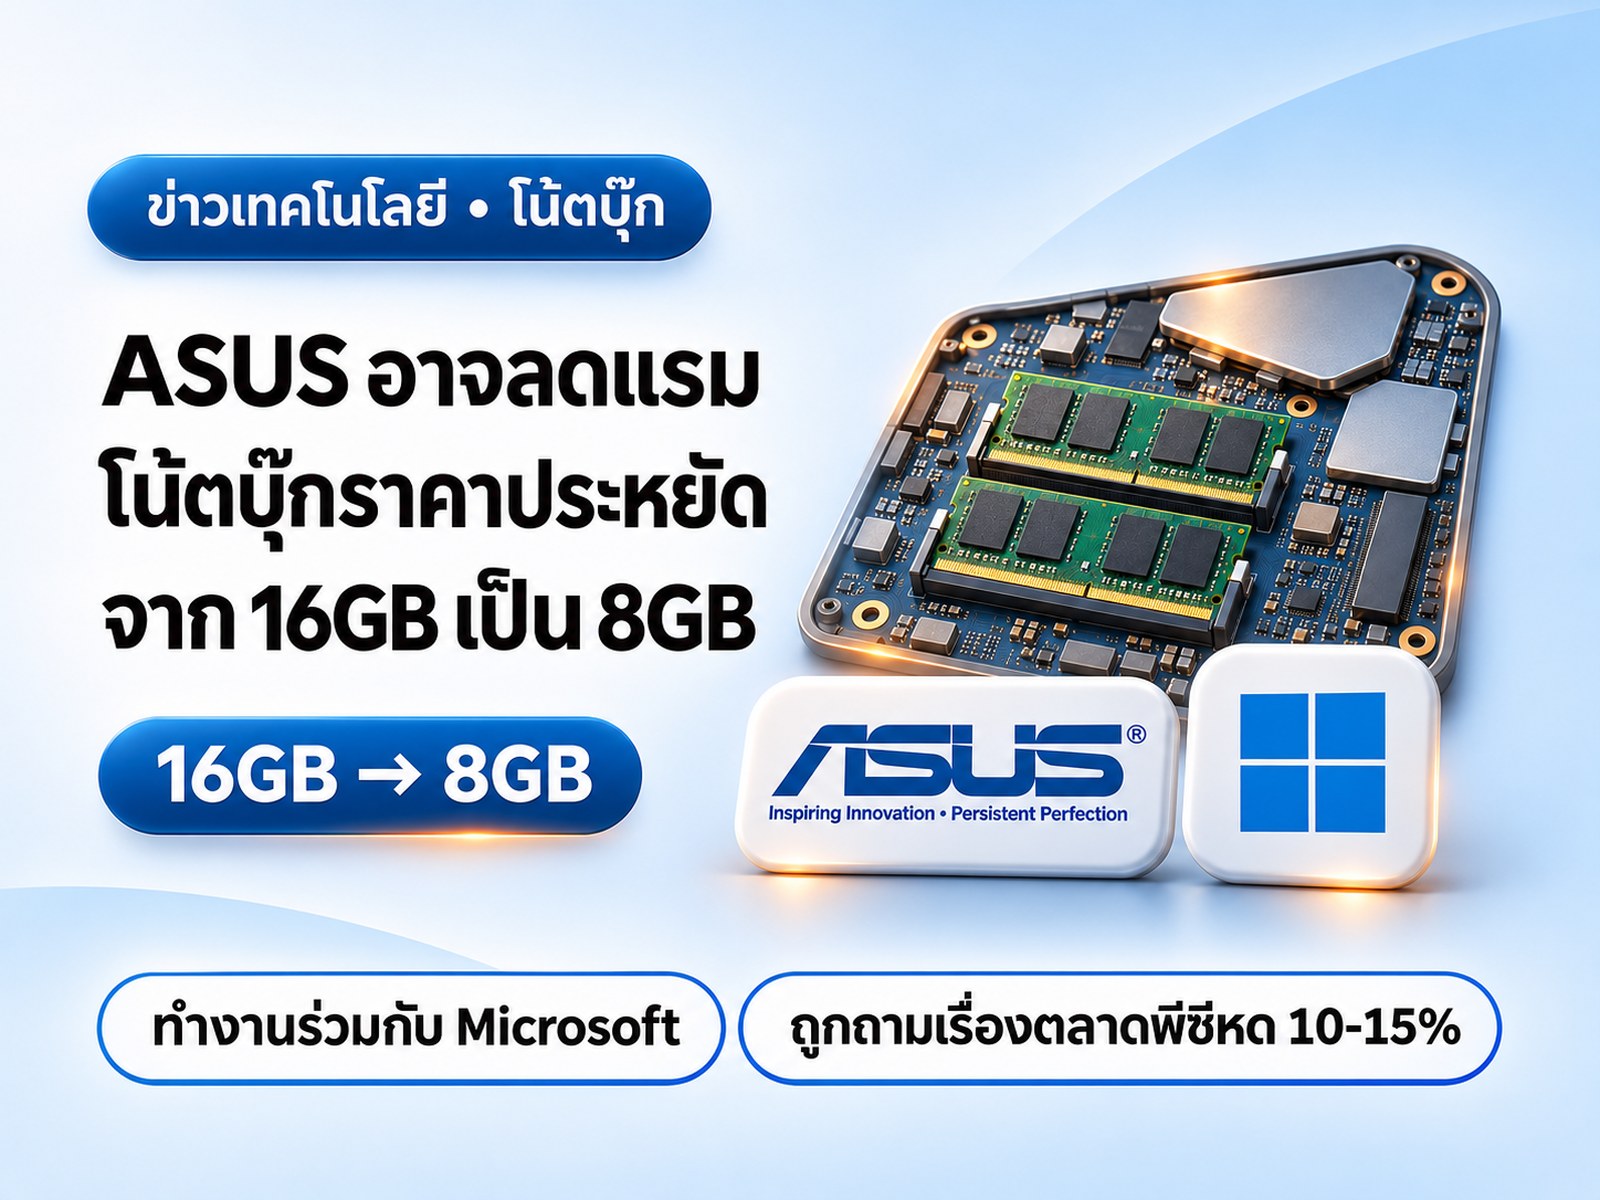 ข่าวเทคโนโลยี • โน้ตบุ๊ก
ASUS อาจลดแรม
โน้ตบุ๊กราคาประหยัด
จาก 16GB เป็น 8GB
16GB → 8GB
ASUS®
Inspiring Innovation • Persistent Perfection
ทำงานร่วมกับ Microsoft
ถูกถามเรื่องตลาดพีซีหด 10-15%